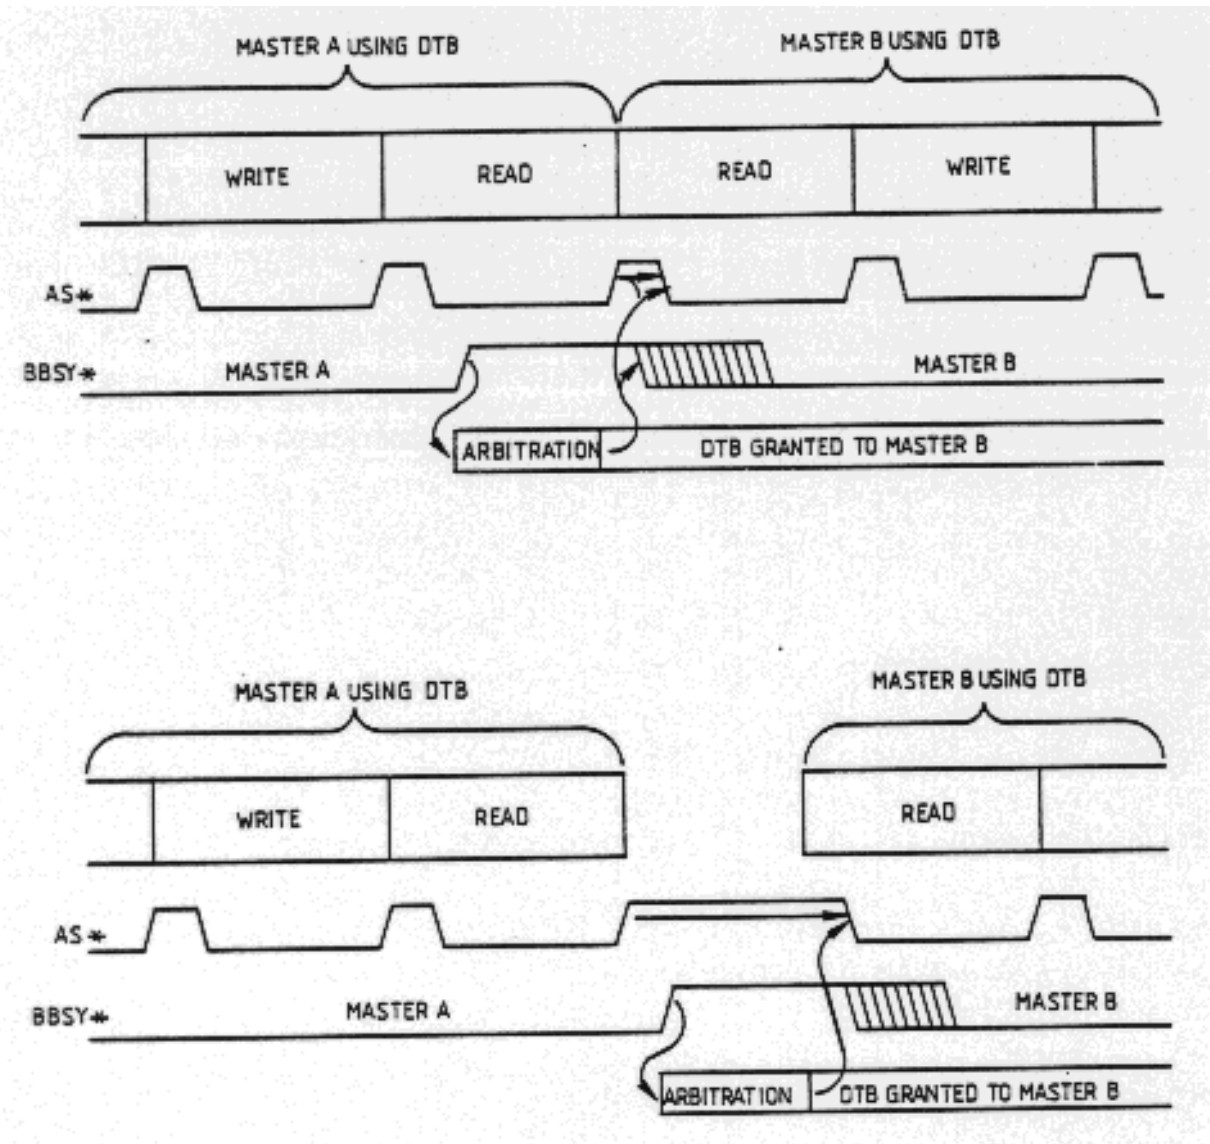 MASTER A USING DTB
MASTER B USING DTB
WRITE
READ
READ
WRITE
AS*
BBSY*
MASTER A
MASTER B
ARBITRATION
DTB GRANTED TO MASTER B
MASTER A USING DTB
MASTER B USING DTB
WRITE
READ
READ
AS*
BBSY*
MASTER A
MASTER B
ARBITRATION
DTB GRANTED TO MASTER B